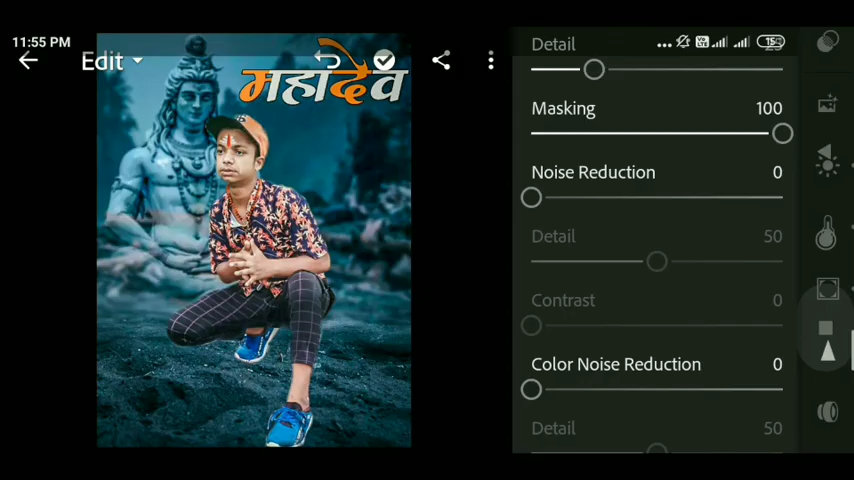 11:55 PM
Edit
महादेव
Detail
Masking 100
Noise Reduction 0
Detail 50
Contrast 0
Color Noise Reduction 0
Detail 50